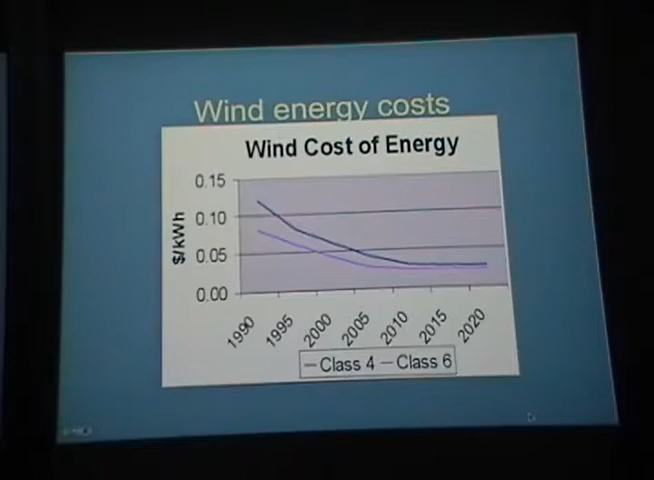 Wind energy costs
Wind Cost of Energy
0.15
0.10
0.05
0.00
$/kWh
1990 1995 2000 2005 2010 2015 2020
Class 4 Class 6